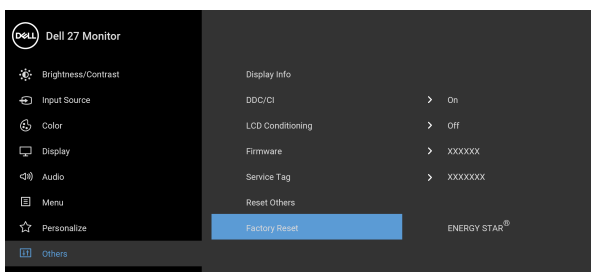 DELL Dell 27 Monitor
Brightness/Contrast Display Info
Input Source DDC/CI On
Color LCD Conditioning Off
Display Firmware XXXXXX
Audio Service Tag XXXXXXX
Menu Reset Others
Personalize Factory Reset ENERGY STAR®
Others